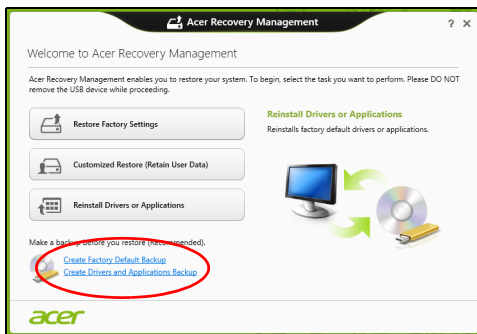 Acer Recovery Management
? X
Welcome to Acer Recovery Management
Acer Recovery Management enables you to restore your system. To begin, select the task you want to perform. Please DO NOT
remove the USB device while proceeding.
Restore Factory Settings
Customized Restore (Retain User Data)
Reinstall Drivers or Applications
Reinstall Drivers or Applications
Reinstalls factory default drivers or applications.
Make a backup before you restore (Recommended).
Create Factory Default Backup
Create Drivers and Applications Backup
acer